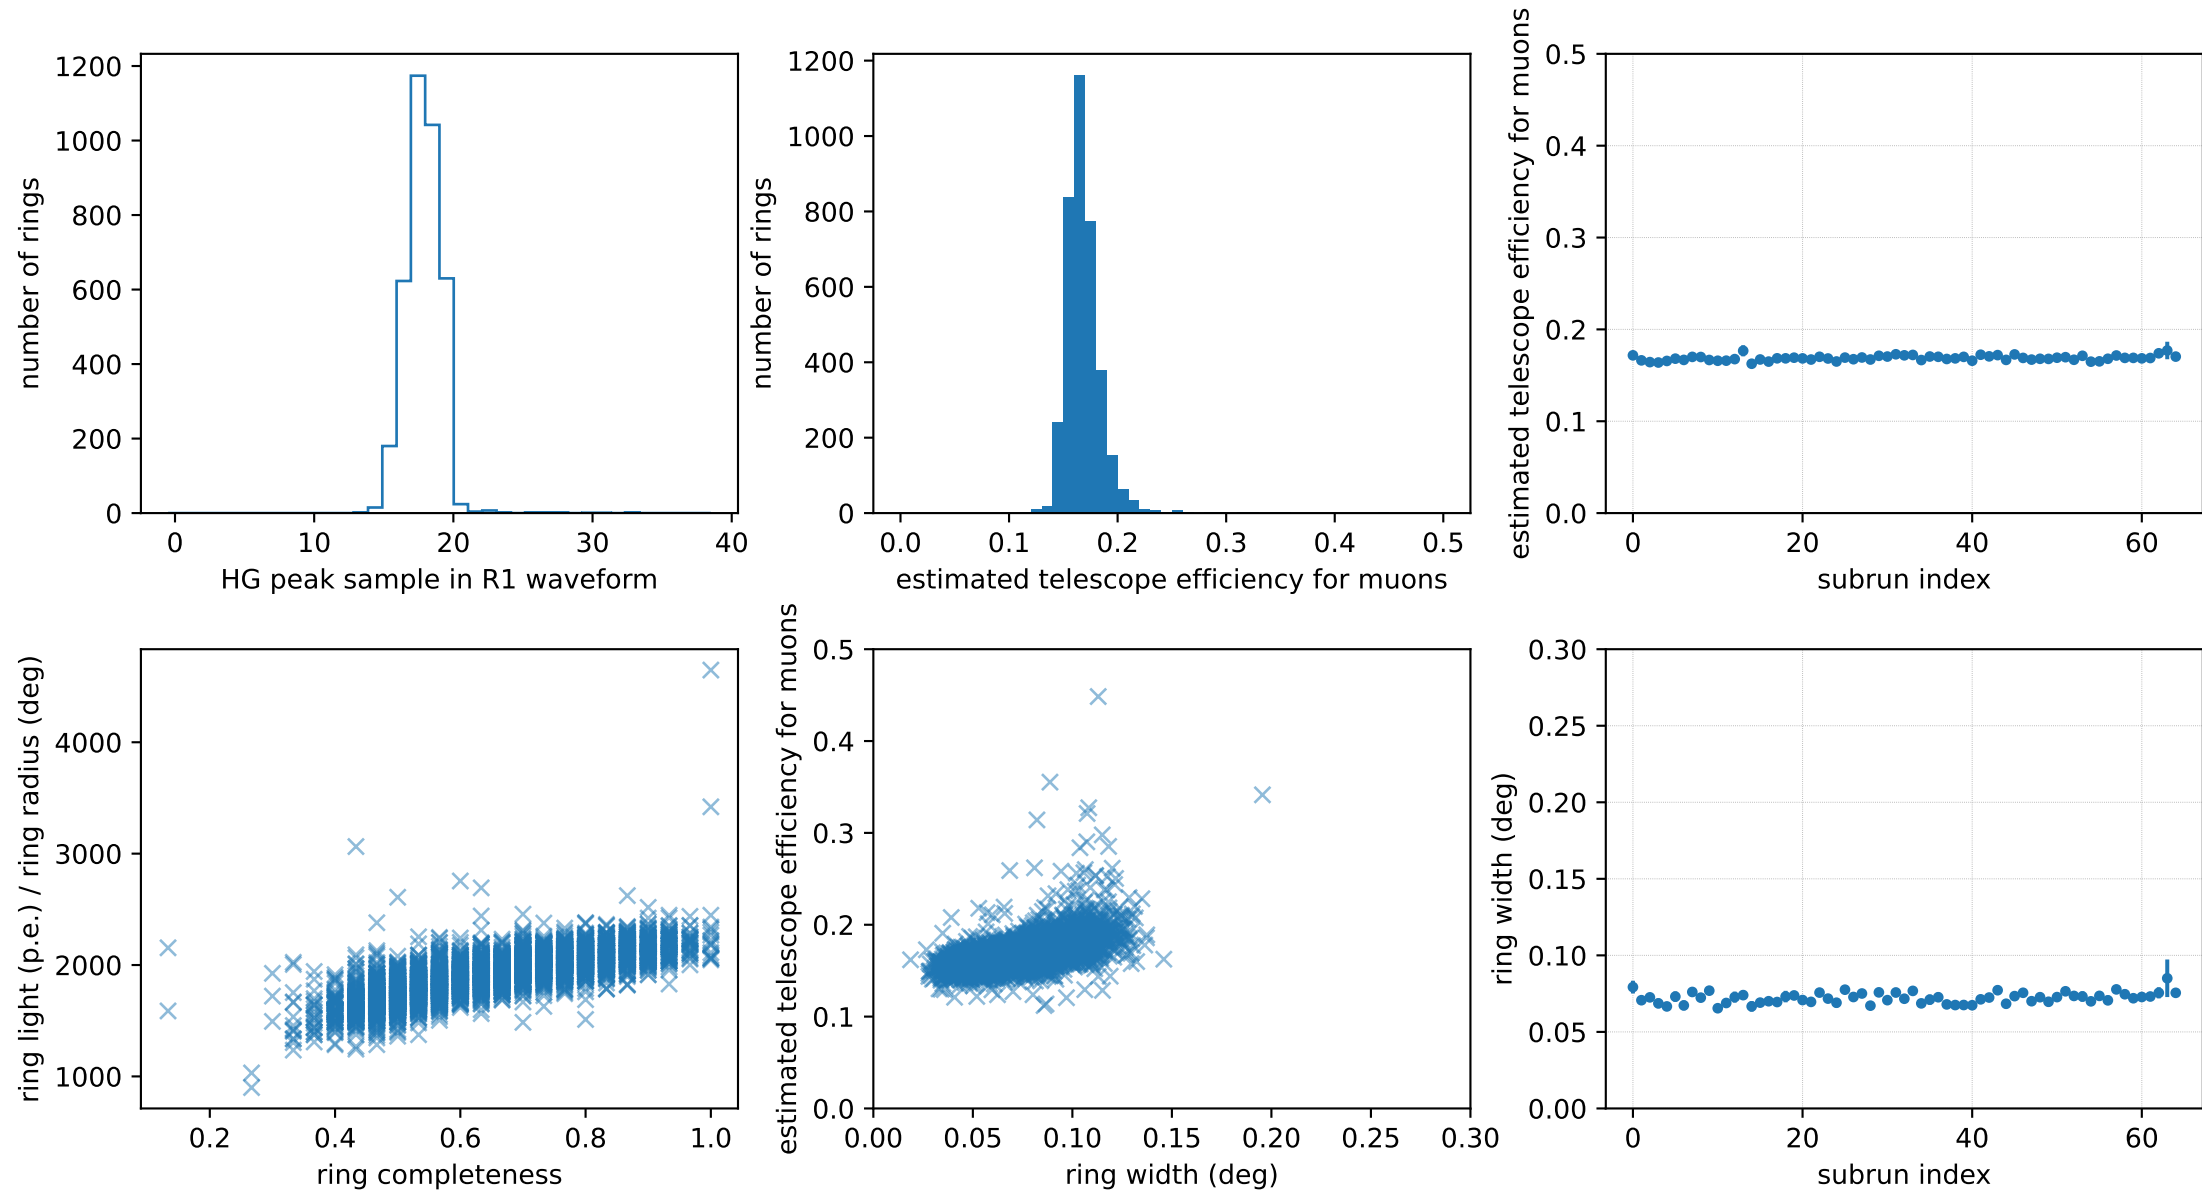 number of rings
1200
1000
800
600
400
200
0
0 10 20 30 40
HG peak sample in R1 waveform
number of rings
1200
1000
800
600
400
200
0
0.0 0.1 0.2 0.3 0.4 0.5
estimated telescope efficiency for muons
estimated telescope efficiency for muons
0.5
0.4
0.3
0.2
0.1
0.0
0 20 40 60
subrun index
ring light (p.e.) / ring radius (deg)
4000
3000
2000
1000
0.2 0.4 0.6 0.8 1.0
ring completeness
estimated telescope efficiency for muons
0.5
0.4
0.3
0.2
0.1
0.0
0.00 0.05 0.10 0.15 0.20 0.25 0.30
ring width (deg)
ring width (deg)
0.30
0.25
0.20
0.15
0.10
0.05
0.00
0 20 40 60
subrun index